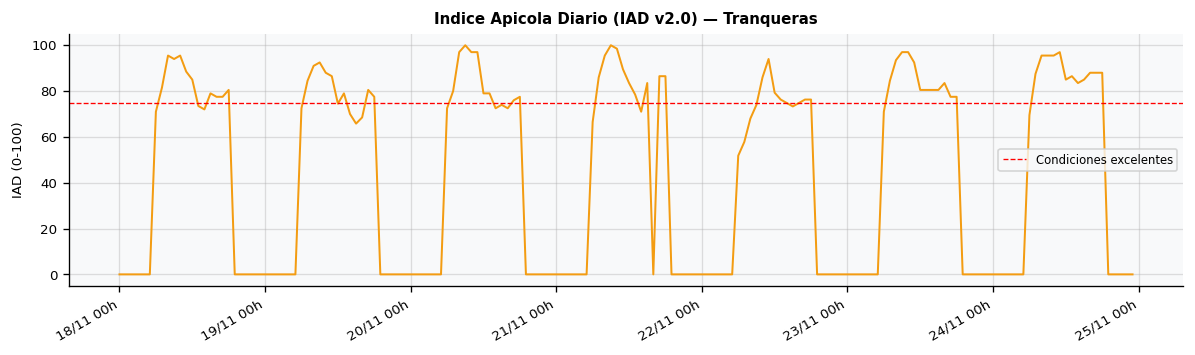 Indice Apicola Diario (IAD v2.0) — Tranqueras
IAD (0-100)
100
80
60
40
20
0
Condiciones excelentes
18/11 00h
19/11 00h
20/11 00h
21/11 00h
22/11 00h
23/11 00h
24/11 00h
25/11 00h